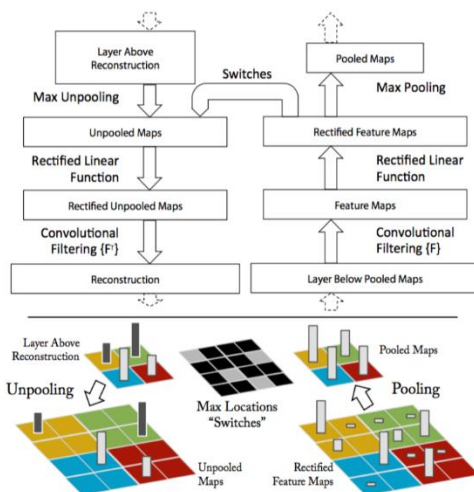 Layer Above
Reconstruction
Pooled Maps
Switches
Max Unpooling
Max Pooling
Unpooled Maps
Rectified Feature Maps
Rectified Linear
Function
Rectified Linear
Function
Rectified Unpooled Maps
Feature Maps
Convolutional
Filtering {Fᵀ}
Convolutional
Filtering {F}
Reconstruction
Layer Below Pooled Maps
Layer Above
Reconstruction
Pooled Maps
Unpooling
Max Locations
"Switches"
Pooling
Unpooled
Maps
Rectified
Feature Maps